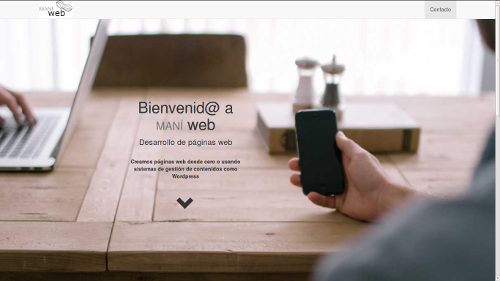 MANÍ
web
Contacto
Bienvenid@ a
MANÍ web
Desarrollo de páginas web
Creamos páginas web desde cero o usando
sistemas de gestión de contenidos como
Wordpress